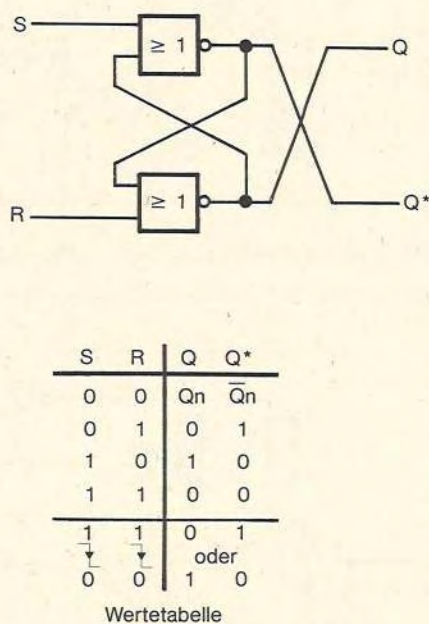 S
≥ 1
Q
R
≥ 1
Q*
S R Q Q*
0 0 Qn Q̅n
0 1 0 1
1 0 1 0
1 1 0 0
1 1 0 1
oder
0 0 1 0
Wertetabelle